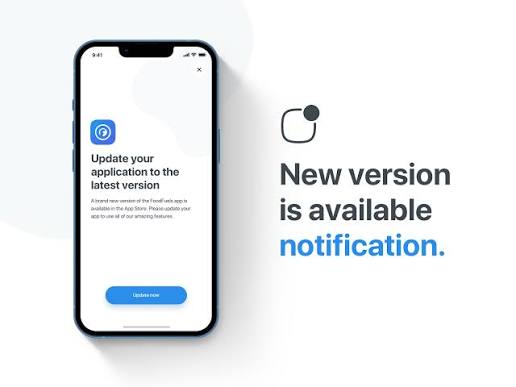 9:41
Update your
application to the
latest version
A brand new version of the FoodFuels app is
available in the App Store. Please update your
app to use all of our amazing features.
Update now
New version
is available
notification.